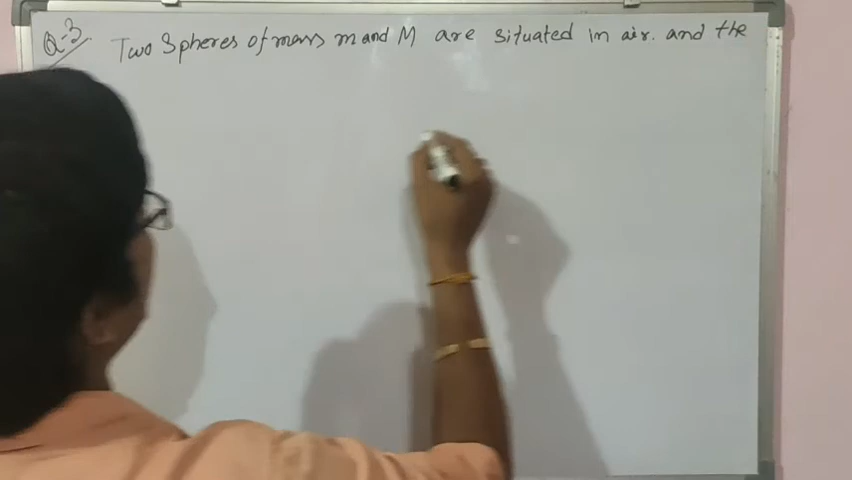 Q-3. Two Spheres of mass m and M are situated in air. and the